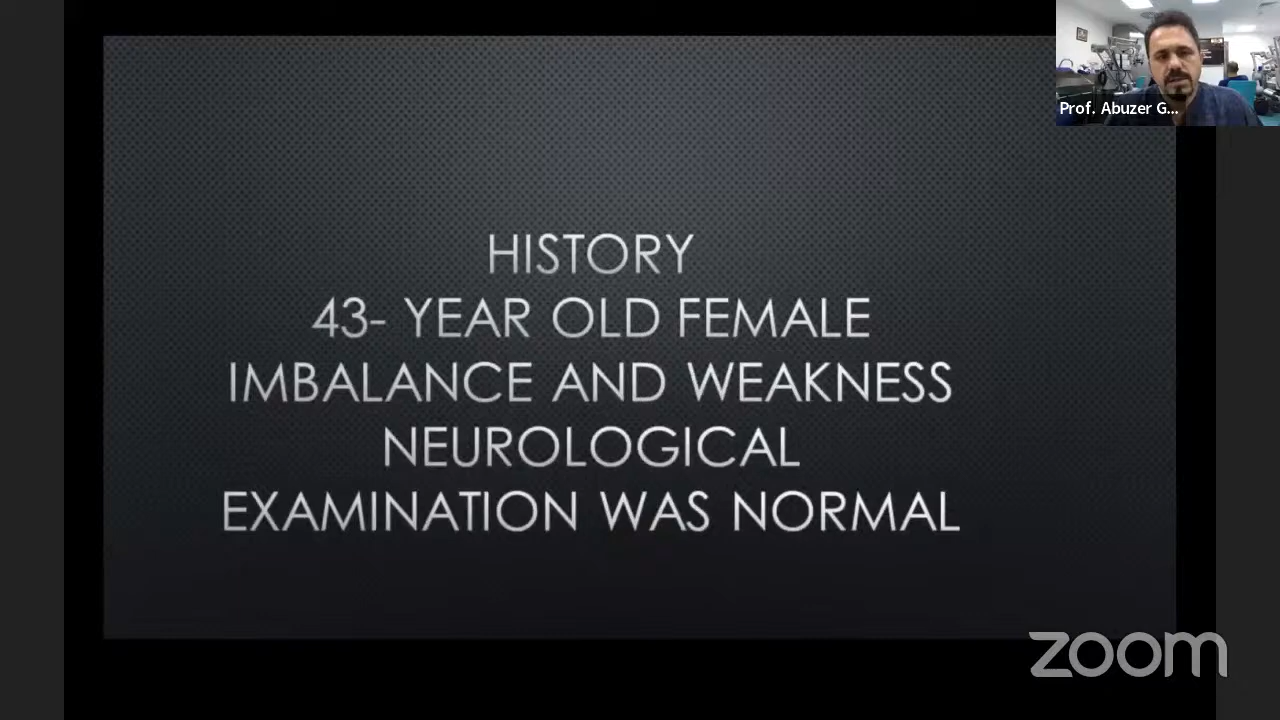 Prof. Abuzer G...
HISTORY
43- YEAR OLD FEMALE
IMBALANCE AND WEAKNESS
NEUROLOGICAL
EXAMINATION WAS NORMAL
zoom